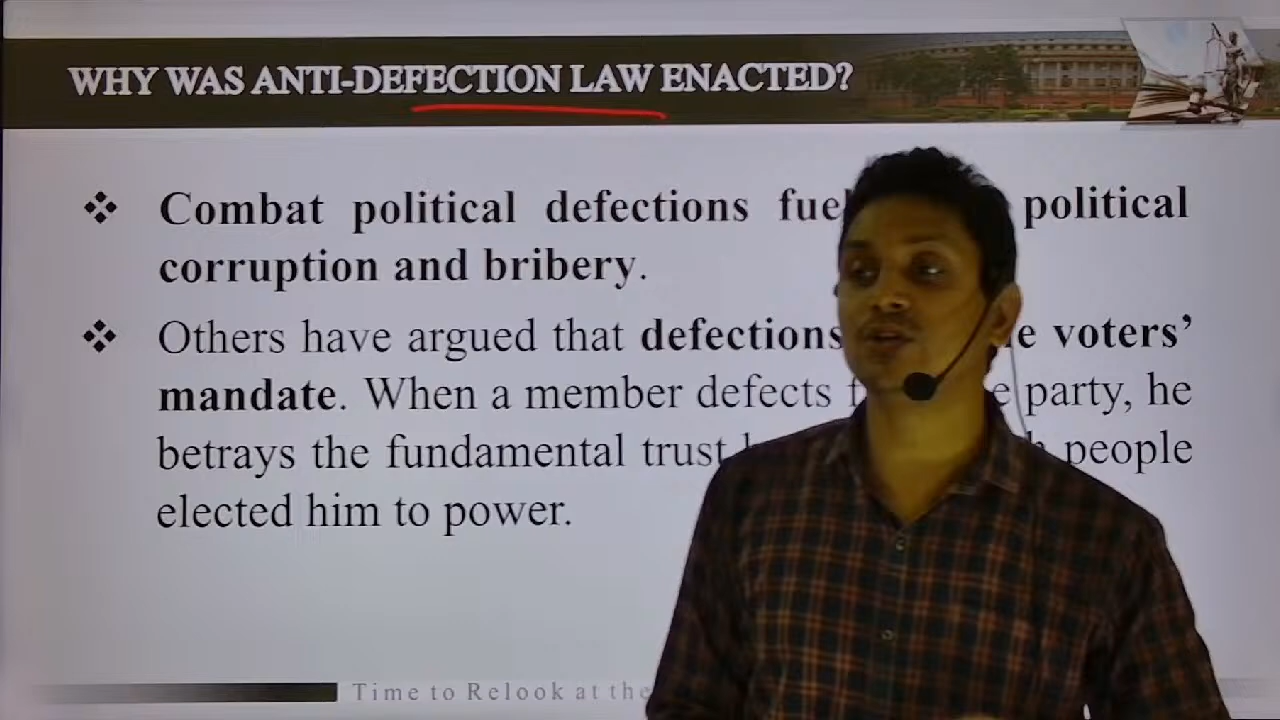 WHY WAS ANTI-DEFECTION LAW ENACTED?
Combat political defections political
corruption and bribery.
Others have argued that defections voters’
mandate. When a member defects party, he
betrays the fundamental trust people
elected him to power.
Time to Relook at the